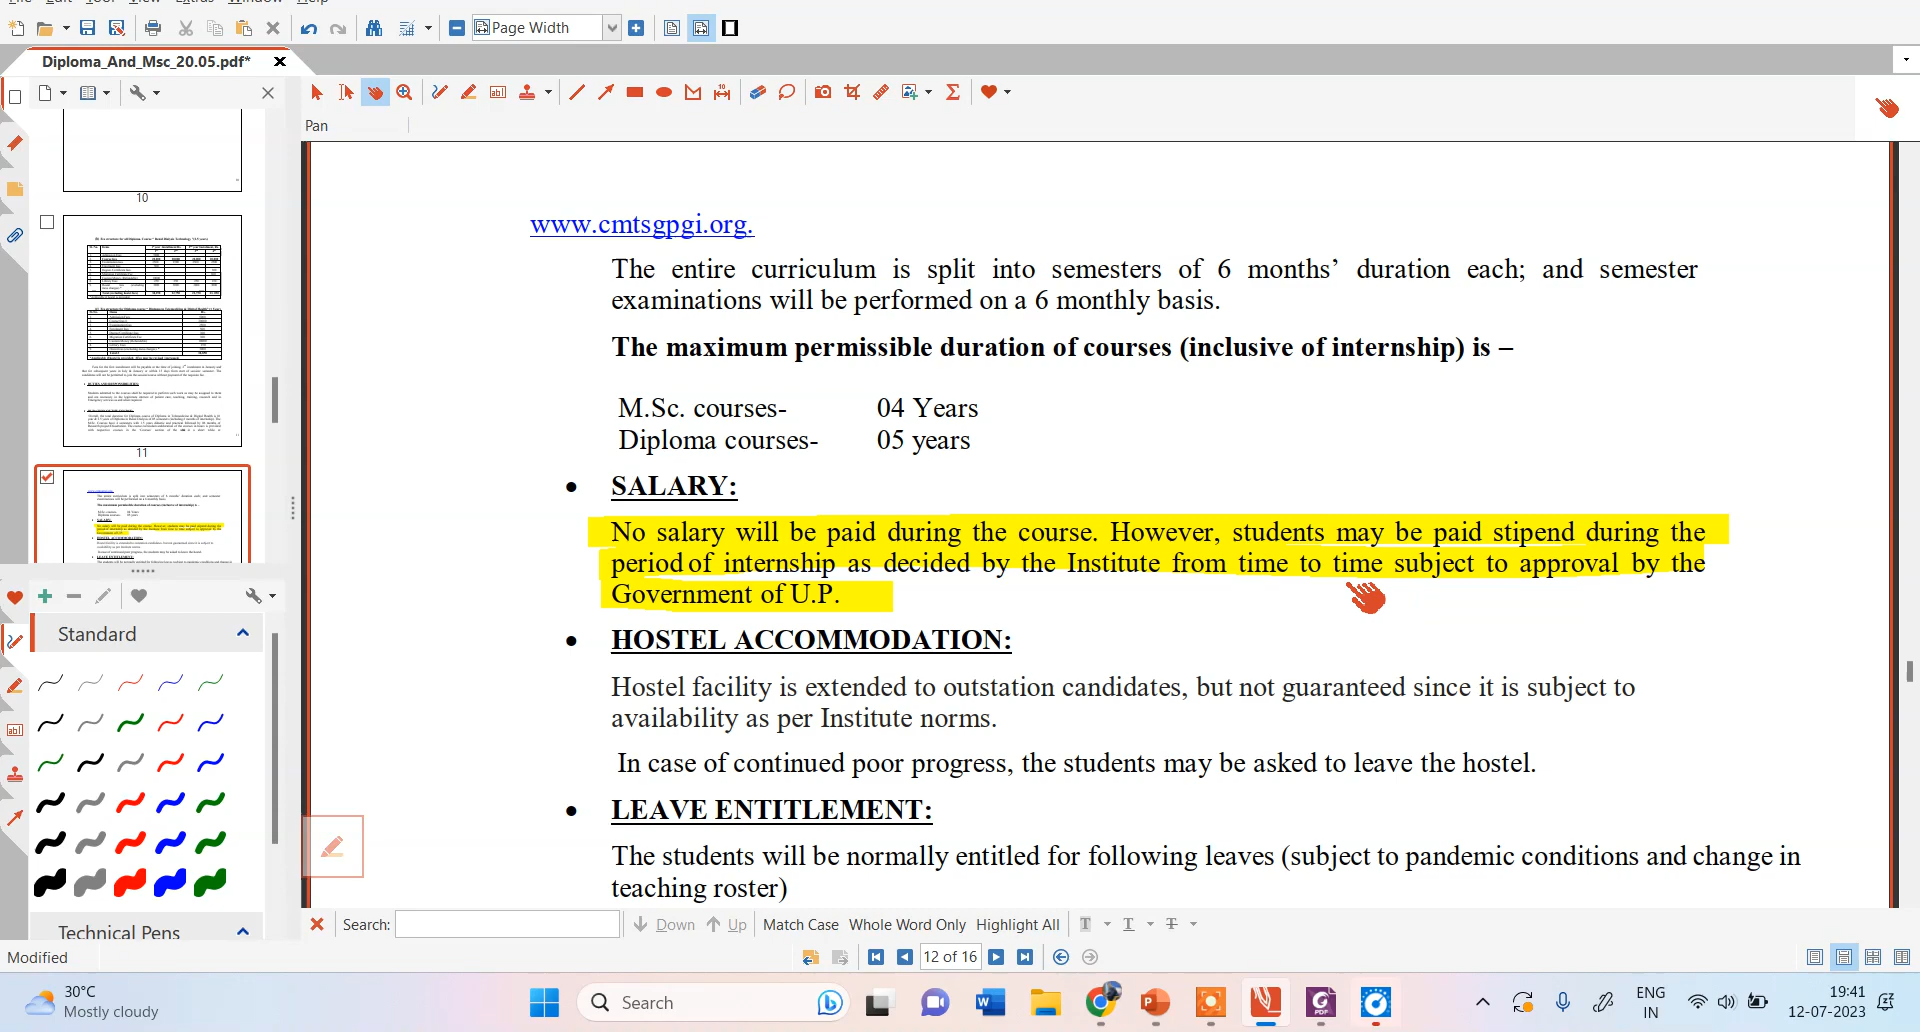 File Edit Tool View Extras Window Help
Page Width
Diploma_And_Msc_20.05.pdf*
Pan
10
11
www.cmtsgpgi.org.
The entire curriculum is split into semesters of 6 months’ duration each; and semester
examinations will be performed on a 6 monthly basis.
The maximum permissible duration of courses (inclusive of internship) is –
M.Sc. courses- 04 Years
Diploma courses- 05 years
• SALARY:
No salary will be paid during the course. However, students may be paid stipend during the
period of internship as decided by the Institute from time to time subject to approval by the
Government of U.P.
• HOSTEL ACCOMMODATION:
Hostel facility is extended to outstation candidates, but not guaranteed since it is subject to
availability as per Institute norms.
In case of continued poor progress, the students may be asked to leave the hostel.
• LEAVE ENTITLEMENT:
The students will be normally entitled for following leaves (subject to pandemic conditions and change in
teaching roster)
Standard
Technical Pens
Search: Down Up Match Case Whole Word Only Highlight All
Modified
12 of 16
30°C
Mostly cloudy
Search
ENG
IN
19:41
12-07-2023